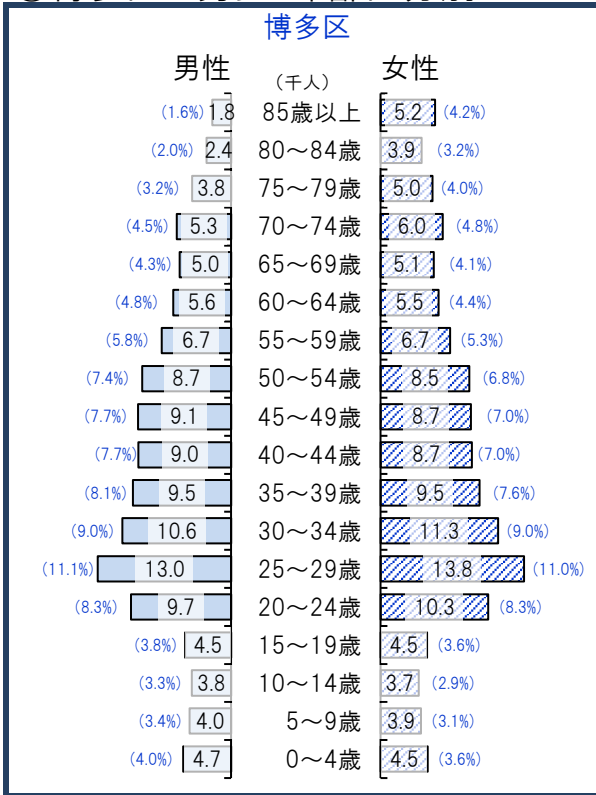 博多区
男性 (千人) 女性
(1.6%) 1.8 85歳以上 5.2 (4.2%)
(2.0%) 2.4 80～84歳 3.9 (3.2%)
(3.2%) 3.8 75～79歳 5.0 (4.0%)
(4.5%) 5.3 70～74歳 6.0 (4.8%)
(4.3%) 5.0 65～69歳 5.1 (4.1%)
(4.8%) 5.6 60～64歳 5.5 (4.4%)
(5.8%) 6.7 55～59歳 6.7 (5.3%)
(7.4%) 8.7 50～54歳 8.5 (6.8%)
(7.7%) 9.1 45～49歳 8.7 (7.0%)
(7.7%) 9.0 40～44歳 8.7 (7.0%)
(8.1%) 9.5 35～39歳 9.5 (7.6%)
(9.0%) 10.6 30～34歳 11.3 (9.0%)
(11.1%) 13.0 25～29歳 13.8 (11.0%)
(8.3%) 9.7 20～24歳 10.3 (8.3%)
(3.8%) 4.5 15～19歳 4.5 (3.6%)
(3.3%) 3.8 10～14歳 3.7 (2.9%)
(3.4%) 4.0 5～9歳 3.9 (3.1%)
(4.0%) 4.7 0～4歳 4.5 (3.6%)